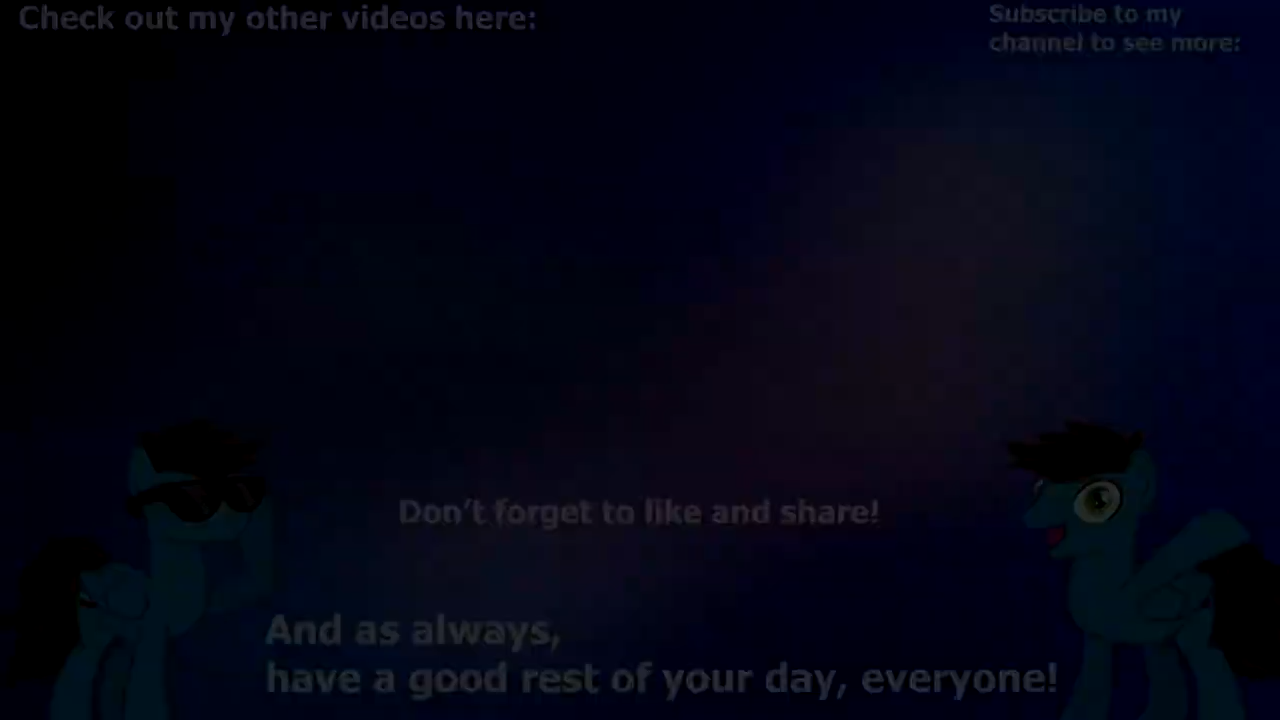 Check out my other videos here:
Subscribe to my
channel to see more:
Don't forget to like and share!
And as always,
have a good rest of your day, everyone!